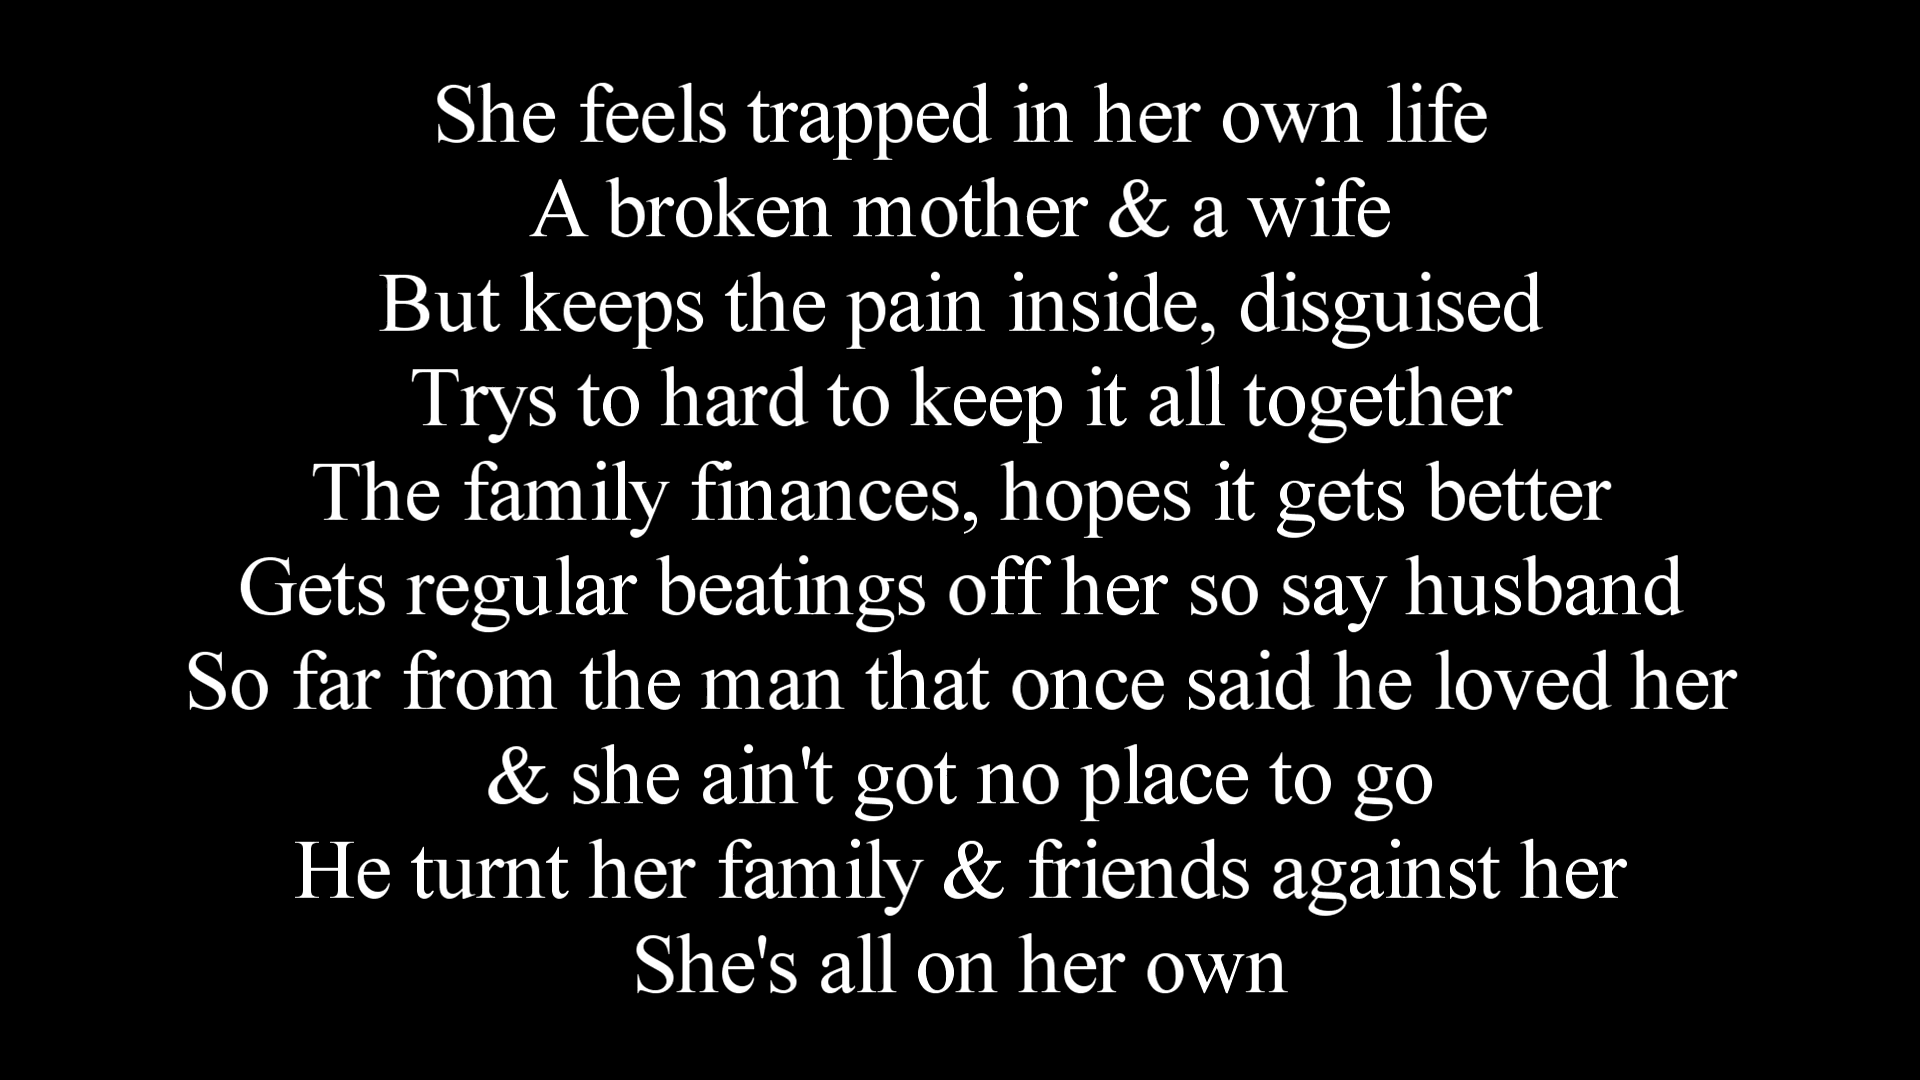 She feels trapped in her own life
A broken mother & a wife
But keeps the pain inside, disguised
Trys to hard to keep it all together
The family finances, hopes it gets better
Gets regular beatings off her so say husband
So far from the man that once said he loved her
& she ain't got no place to go
He turnt her family & friends against her
She's all on her own